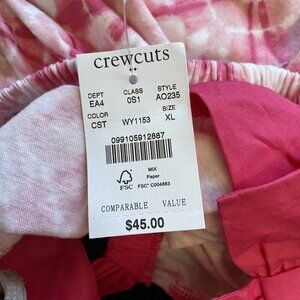 crewcuts
DEPT CLASS STYLE
EA4 0S1 AO235
COLOR SIZE
CST WY1153 XL
099105912887
FSC
MIX
Paper
FSC® C004883
COMPARABLE VALUE
$45.00